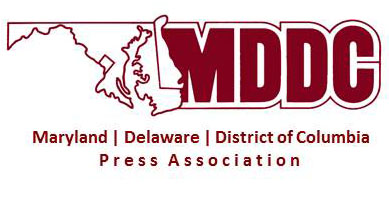 MDDC
Maryland | Delaware | District of Columbia
Press Association